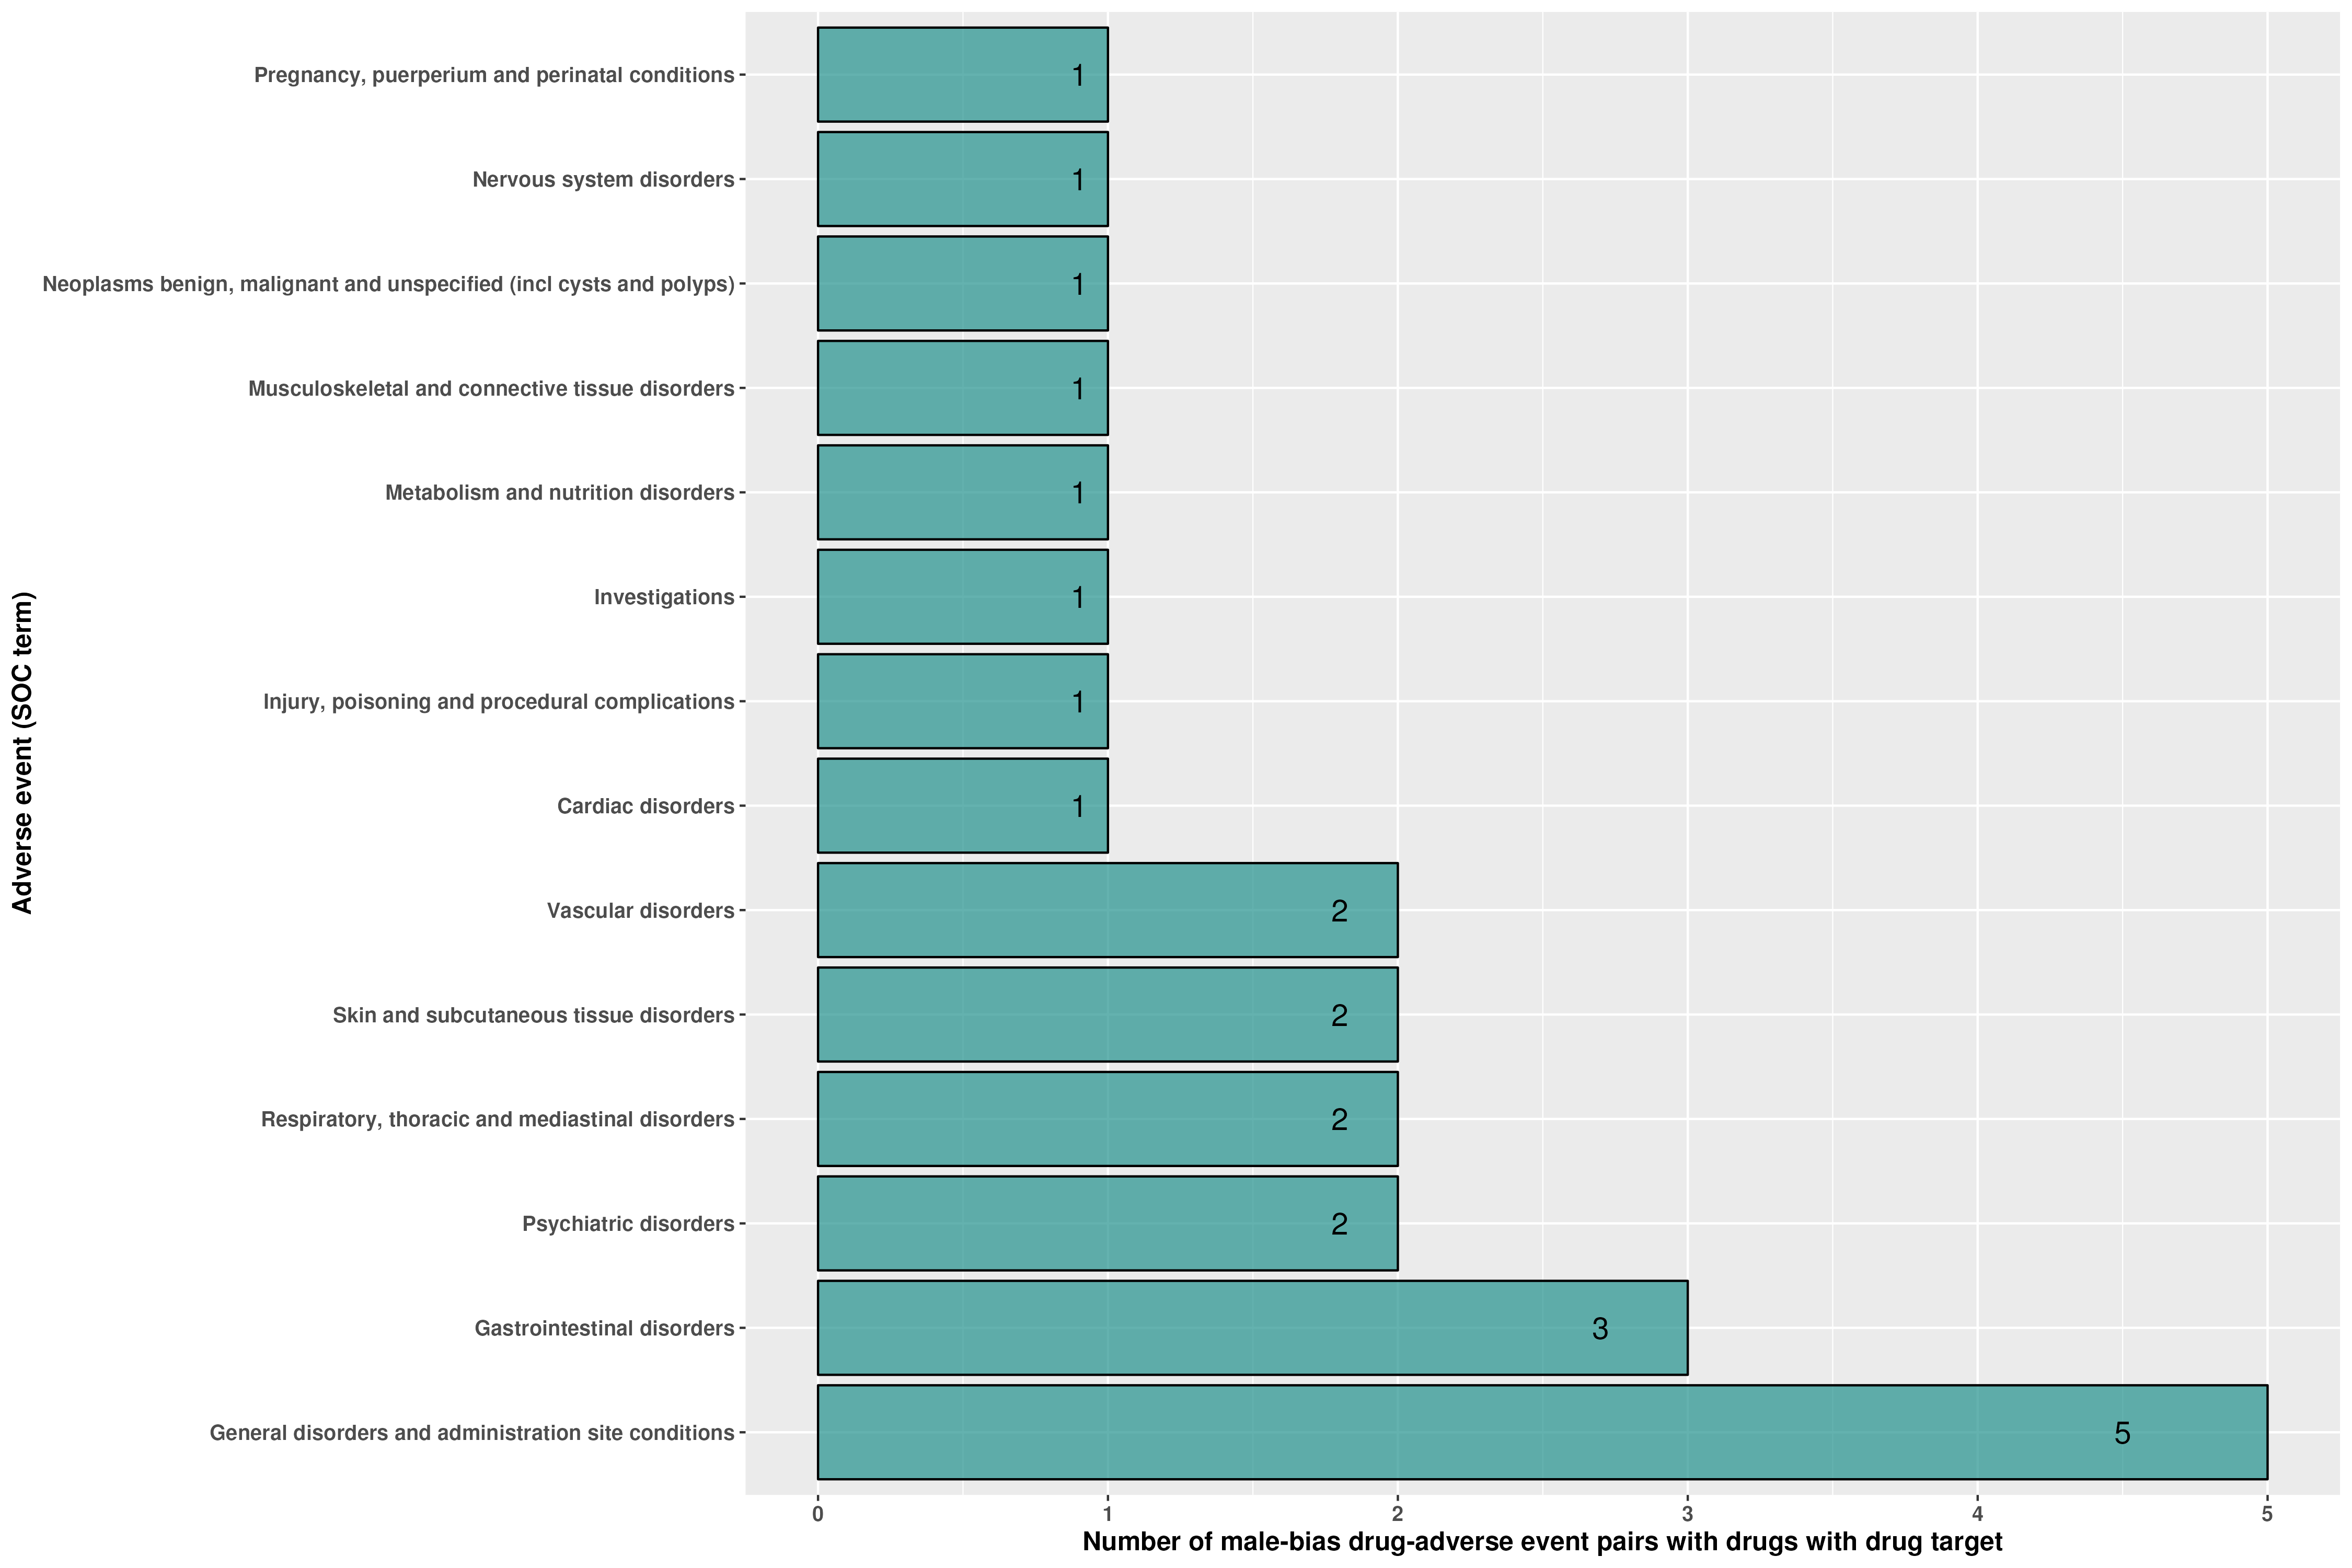 Adverse event (SOC term)
Pregnancy, puerperium and perinatal conditions 1
Nervous system disorders 1
Neoplasms benign, malignant and unspecified (incl cysts and polyps) 1
Musculoskeletal and connective tissue disorders 1
Metabolism and nutrition disorders 1
Investigations 1
Injury, poisoning and procedural complications 1
Cardiac disorders 1
Vascular disorders 2
Skin and subcutaneous tissue disorders 2
Respiratory, thoracic and mediastinal disorders 2
Psychiatric disorders 2
Gastrointestinal disorders 3
General disorders and administration site conditions 5
0 1 2 3 4 5
Number of male-bias drug-adverse event pairs with drugs with drug target